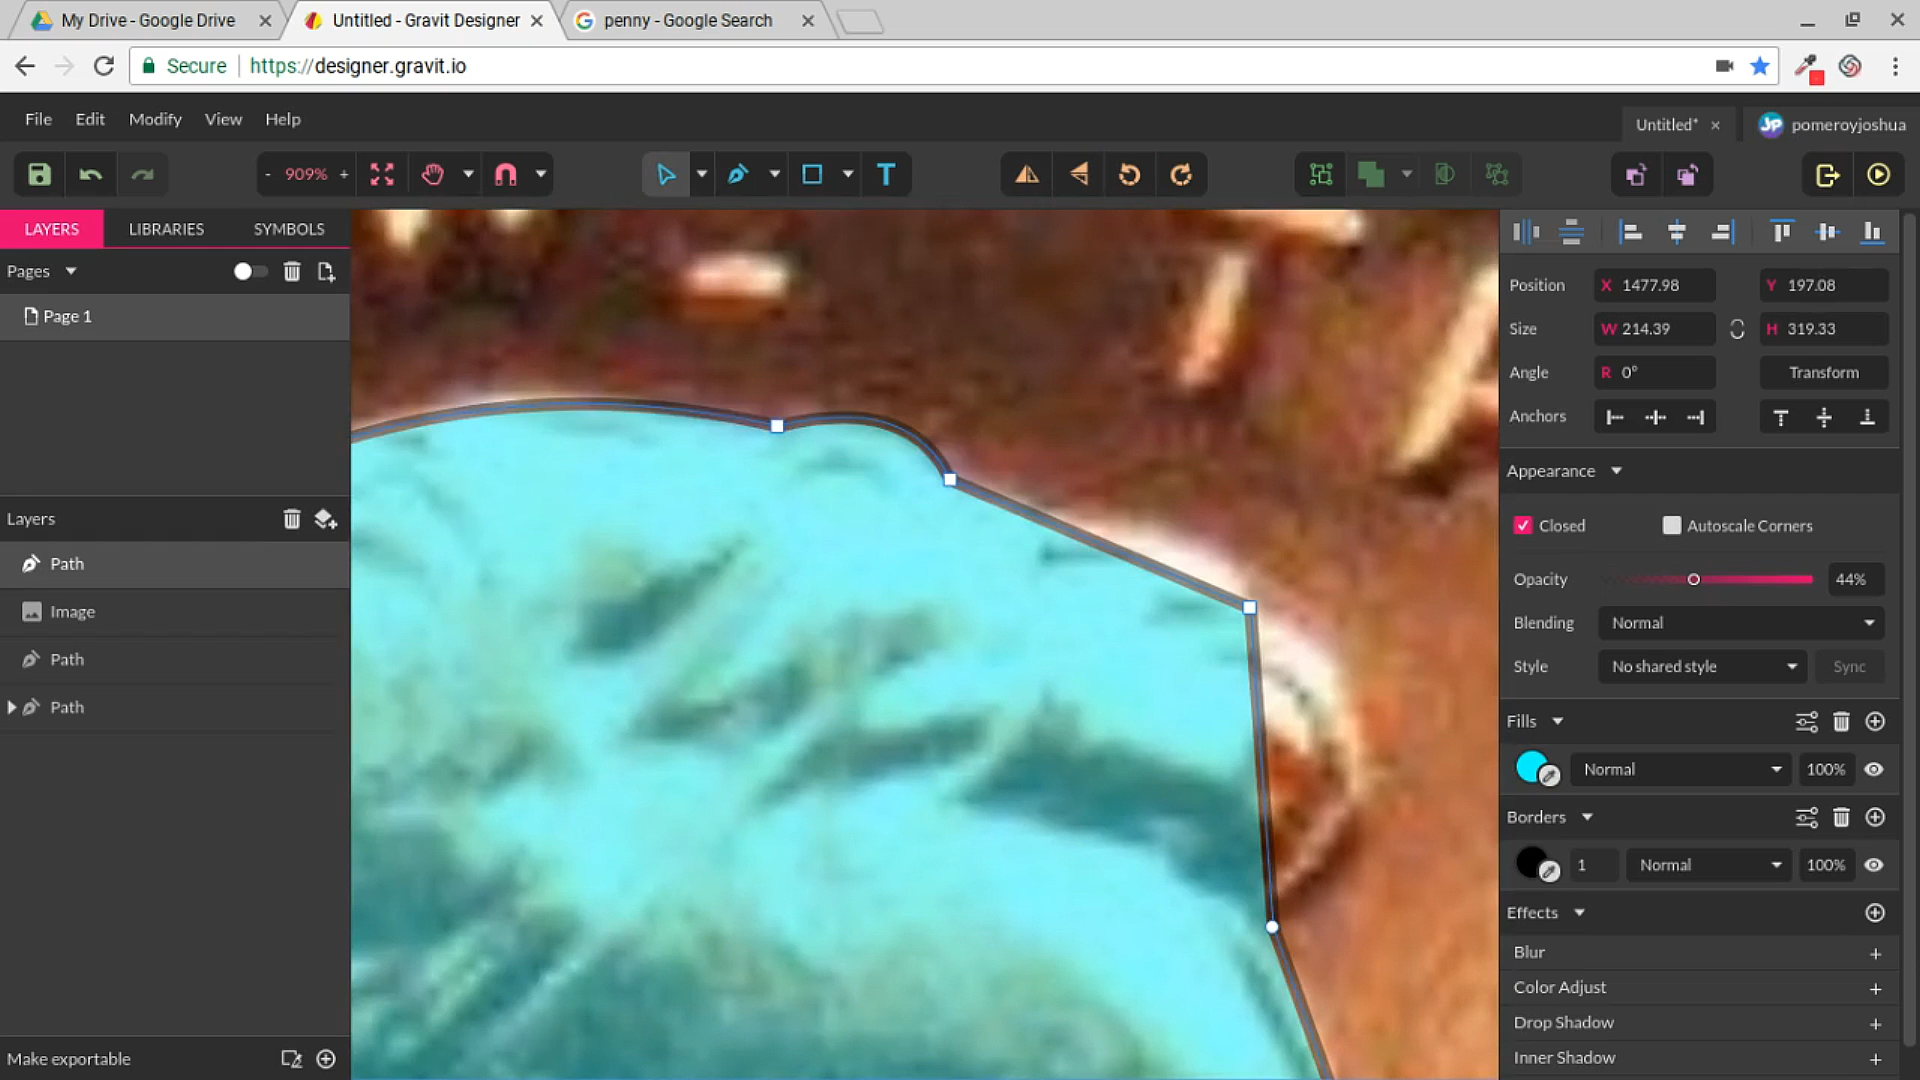 My Drive - Google Drive
Untitled - Gravit Designer
penny - Google Search
Secure https://designer.gravit.io
File Edit Modify View Help
Untitled* JP pomeroyjoshua
- 909% + T
LAYERS LIBRARIES SYMBOLS
Pages
Page 1
Layers
Path
Image
Path
Path
Make exportable
Position X 1477.98 Y 197.08
Size W 214.39 H 319.33
Angle R 0° Transform
Anchors
Appearance
Closed Autoscale Corners
Opacity 44%
Blending Normal
Style No shared style Sync
Fills
Normal 100%
Borders
1 Normal 100%
Effects
Blur +
Color Adjust +
Drop Shadow +
Inner Shadow +